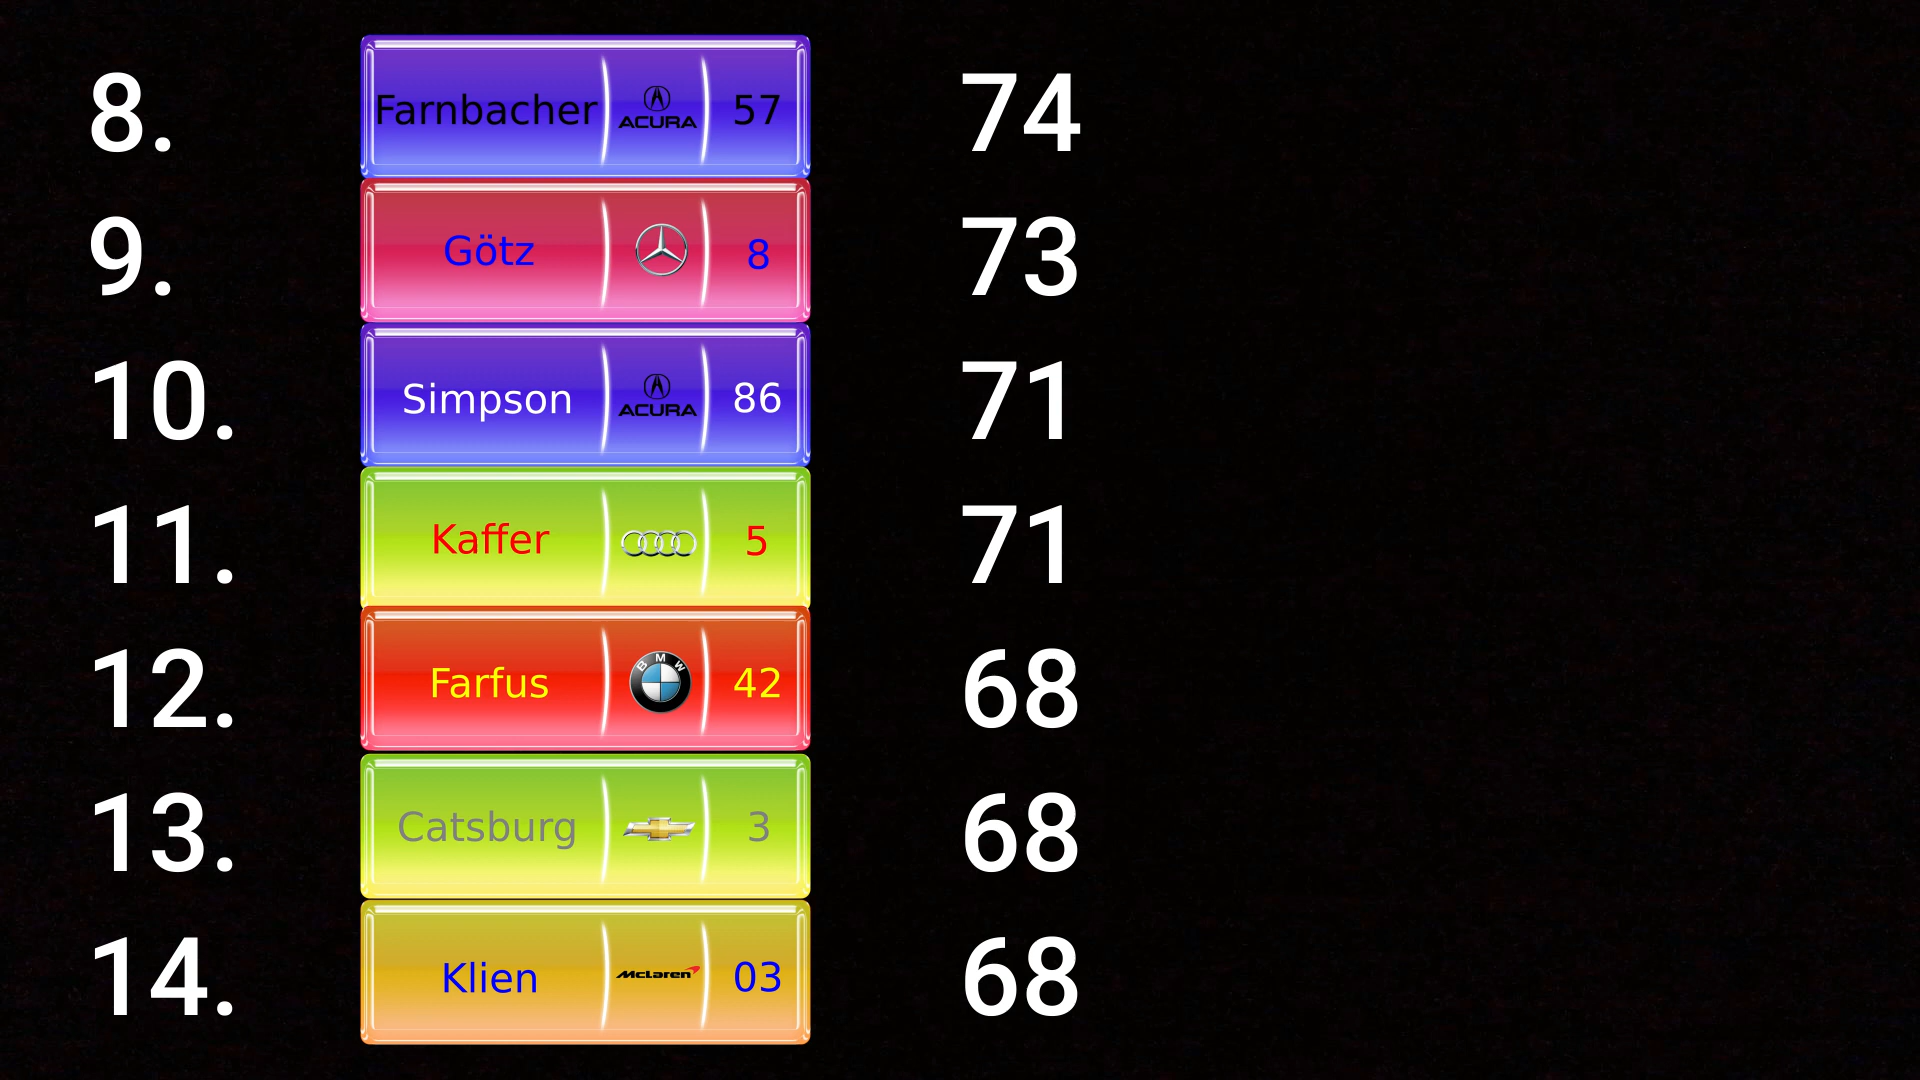 8. Farnbacher ACURA 57 74
9. Götz 8 73
10. Simpson ACURA 86 71
11. Kaffer 5 71
12. Farfus BMW 42 68
13. Catsburg 3 68
14. Klien McLaren 03 68